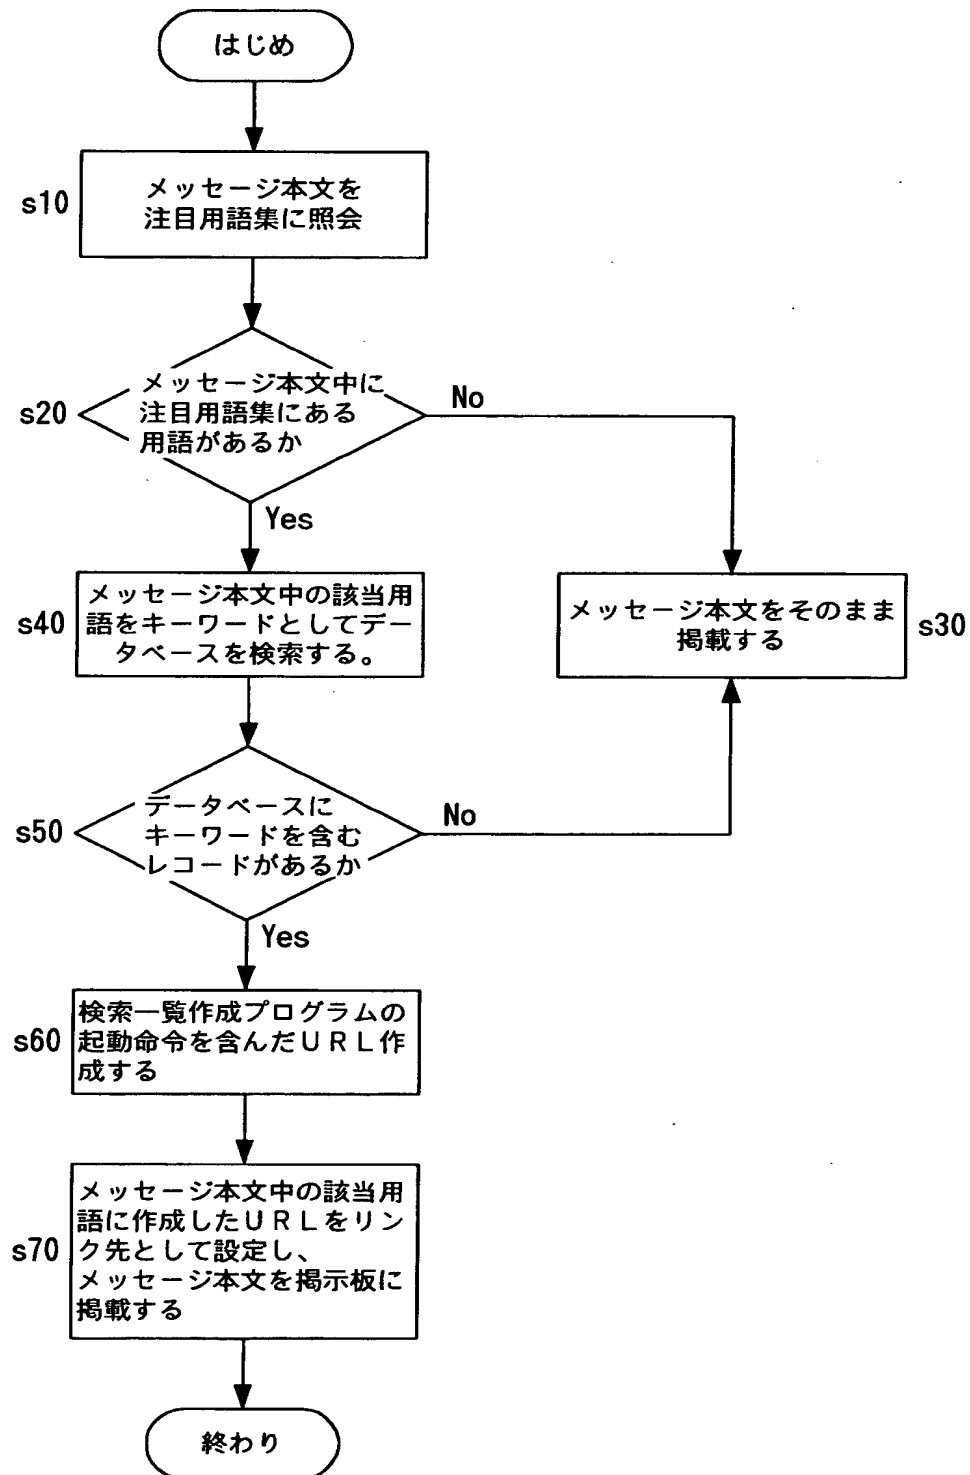 はじめ
s10
メッセージ本文を
注目用語集に照会
s20
メッセージ本文中に
注目用語集にある
用語があるか
No
Yes
s40
メッセージ本文中の該当用
語をキーワードとしてデー
タベースを検索する。
メッセージ本文をそのまま
掲載する
s30
s50
データベースに
キーワードを含む
レコードがあるか
No
Yes
s60
検索一覧作成プログラムの
起動命令を含んだURL作
成する
s70
メッセージ本文中の該当用
語に作成したURLをリン
ク先として設定し、
メッセージ本文を掲示板に
掲載する
終わり